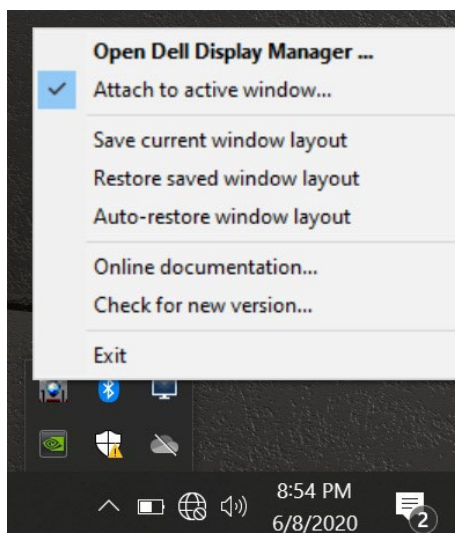 Open Dell Display Manager ...
Attach to active window...
Save current window layout
Restore saved window layout
Auto-restore window layout
Online documentation...
Check for new version...
Exit
8:54 PM
6/8/2020
2